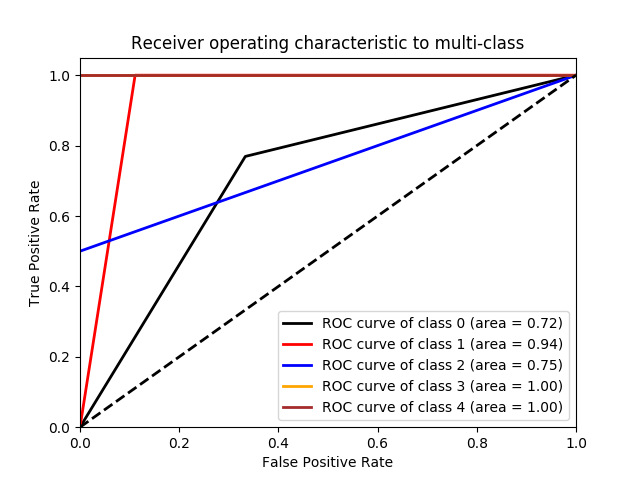 Receiver operating characteristic to multi-class
1.0
0.8
0.6
0.4
0.2
0.0
True Positive Rate
ROC curve of class 0 (area = 0.72)
ROC curve of class 1 (area = 0.94)
ROC curve of class 2 (area = 0.75)
ROC curve of class 3 (area = 1.00)
ROC curve of class 4 (area = 1.00)
0.0 0.2 0.4 0.6 0.8 1.0
False Positive Rate